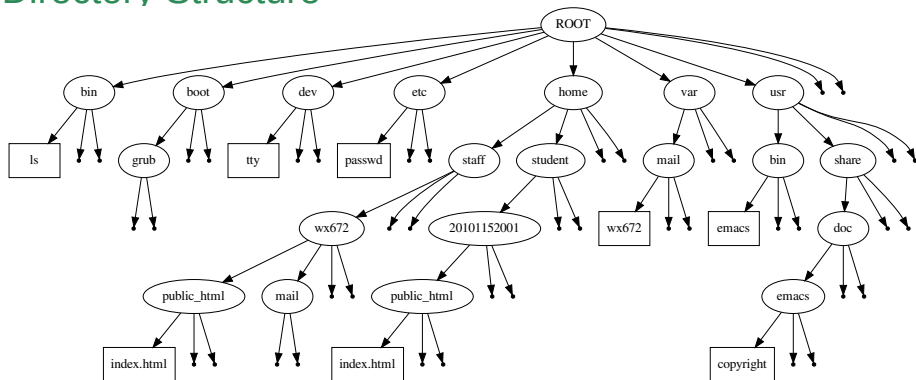 Directory Structure
ROOT
bin boot dev etc home var usr
ls grub tty passwd staff student mail bin share
wx672 20101152001 wx672 emacs doc
public_html mail public_html emacs
index.html index.html copyright